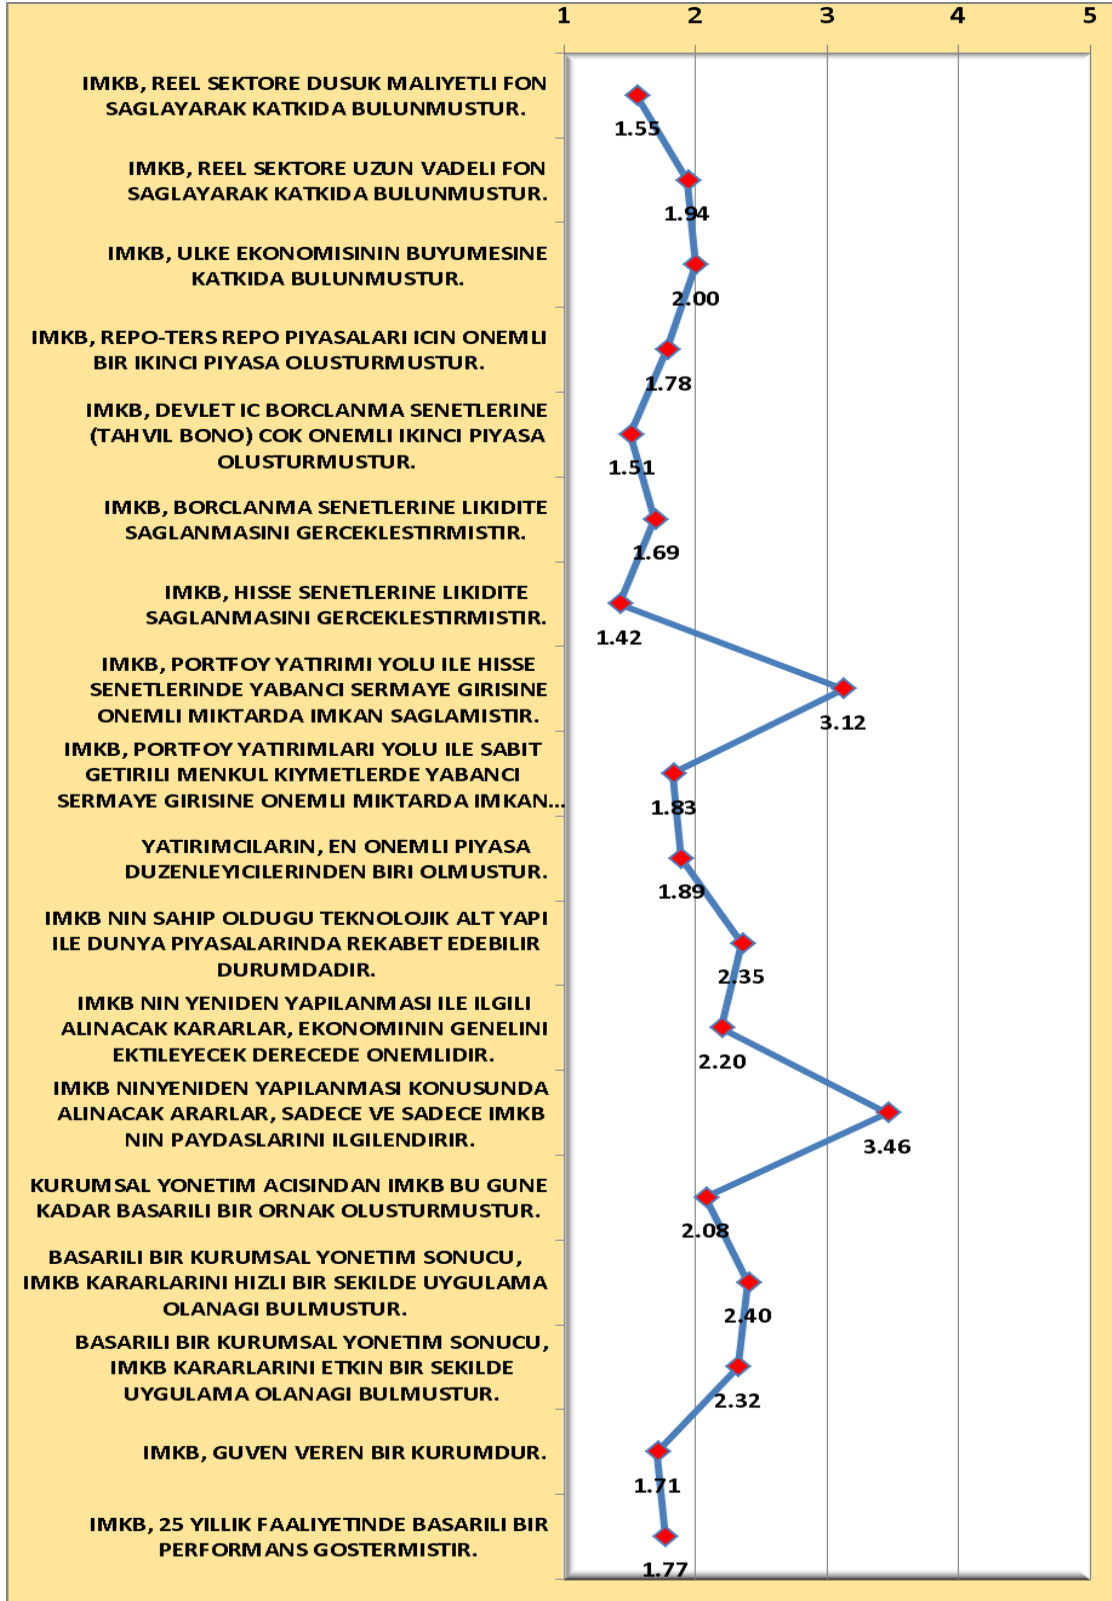 1 2 3 4 5
IMKB, REEL SEKTORE DUSUK MALIYETLI FON
SAGLAYARAK KATKIDA BULUNMUSTUR.
1.55
IMKB, REEL SEKTORE UZUN VADELI FON
SAGLAYARAK KATKIDA BULUNMUSTUR.
1.94
IMKB, ULKE EKONOMISININ BUYUMESINE
KATKIDA BULUNMUSTUR.
2.00
IMKB, REPO-TERS REPO PIYASALARI ICIN ONEMLI
BIR IKINCI PIYASA OLUSTURMUSTUR.
1.78
IMKB, DEVLET IC BORCLANMA SENETLERINE
(TAHVIL BONO) COK ONEMLI IKINCI PIYASA
OLUSTURMUSTUR.
1.51
IMKB, BORCLANMA SENETLERINE LIKIDITE
SAGLANMASINI GERCEKLESTIRMISTIR.
1.69
IMKB, HISSE SENETLERINE LIKIDITE
SAGLANMASINI GERCEKLESTIRMISTIR.
1.42
IMKB, PORTFOY YATIRIMI YOLU ILE HISSE
SENETLERINDE YABANCI SERMAYE GIRISINE
ONEMLI MIKTARDA IMKAN SAGLAMISTIR.
3.12
IMKB, PORTFOY YATIRIMLARI YOLU ILE SABIT
GETIRILI MENKUL KIYMETLERDE YABANCI
SERMAYE GIRISINE ONEMLI MIKTARDA IMKAN...
1.83
YATIRIMCILARIN, EN ONEMLI PIYASA
DUZENLEYICILERINDEN BIRI OLMUSTUR.
1.89
IMKB NIN SAHIP OLDUGU TEKNOLOJIK ALT YAPI
ILE DUNYA PIYASALARINDA REKABET EDEBILIR
DURUMDADIR.
2.35
IMKB NIN YENIDEN YAPILANMASI ILE ILGILI
ALINACAK KARARLAR, EKONOMININ GENELINI
EKTILEYECEK DERECEDE ONEMLIDIR.
2.20
IMKB NINYENIDEN YAPILANMASI KONUSUNDA
ALINACAK ARARLAR, SADECE VE SADECE IMKB
NIN PAYDASLARINI ILGILENDIRIR.
3.46
KURUMSAL YONETIM ACISINDAN IMKB BU GUNE
KADAR BASARILI BIR ORNAK OLUSTURMUSTUR.
2.08
BASARILI BIR KURUMSAL YONETIM SONUCU,
IMKB KARARLARINI HIZLI BIR SEKILDE UYGULAMA
OLANAGI BULMUSTUR.
2.40
BASARILI BIR KURUMSAL YONETIM SONUCU,
IMKB KARARLARINI ETKIN BIR SEKILDE
UYGULAMA OLANAGI BULMUSTUR.
2.32
IMKB, GUVEN VEREN BIR KURUMDUR.
1.71
IMKB, 25 YILLIK FAALIYETINDE BASARILI BIR
PERFORMANS GOSTERMISTIR.
1.77